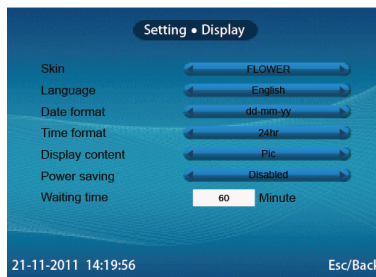 Setting • Display
Skin FLOWER
Language English
Date format dd-mm-yy
Time format 24hr
Display content Pic
Power saving Disabled
Waiting time 60 Minute
21-11-2011 14:19:56 Esc/Back